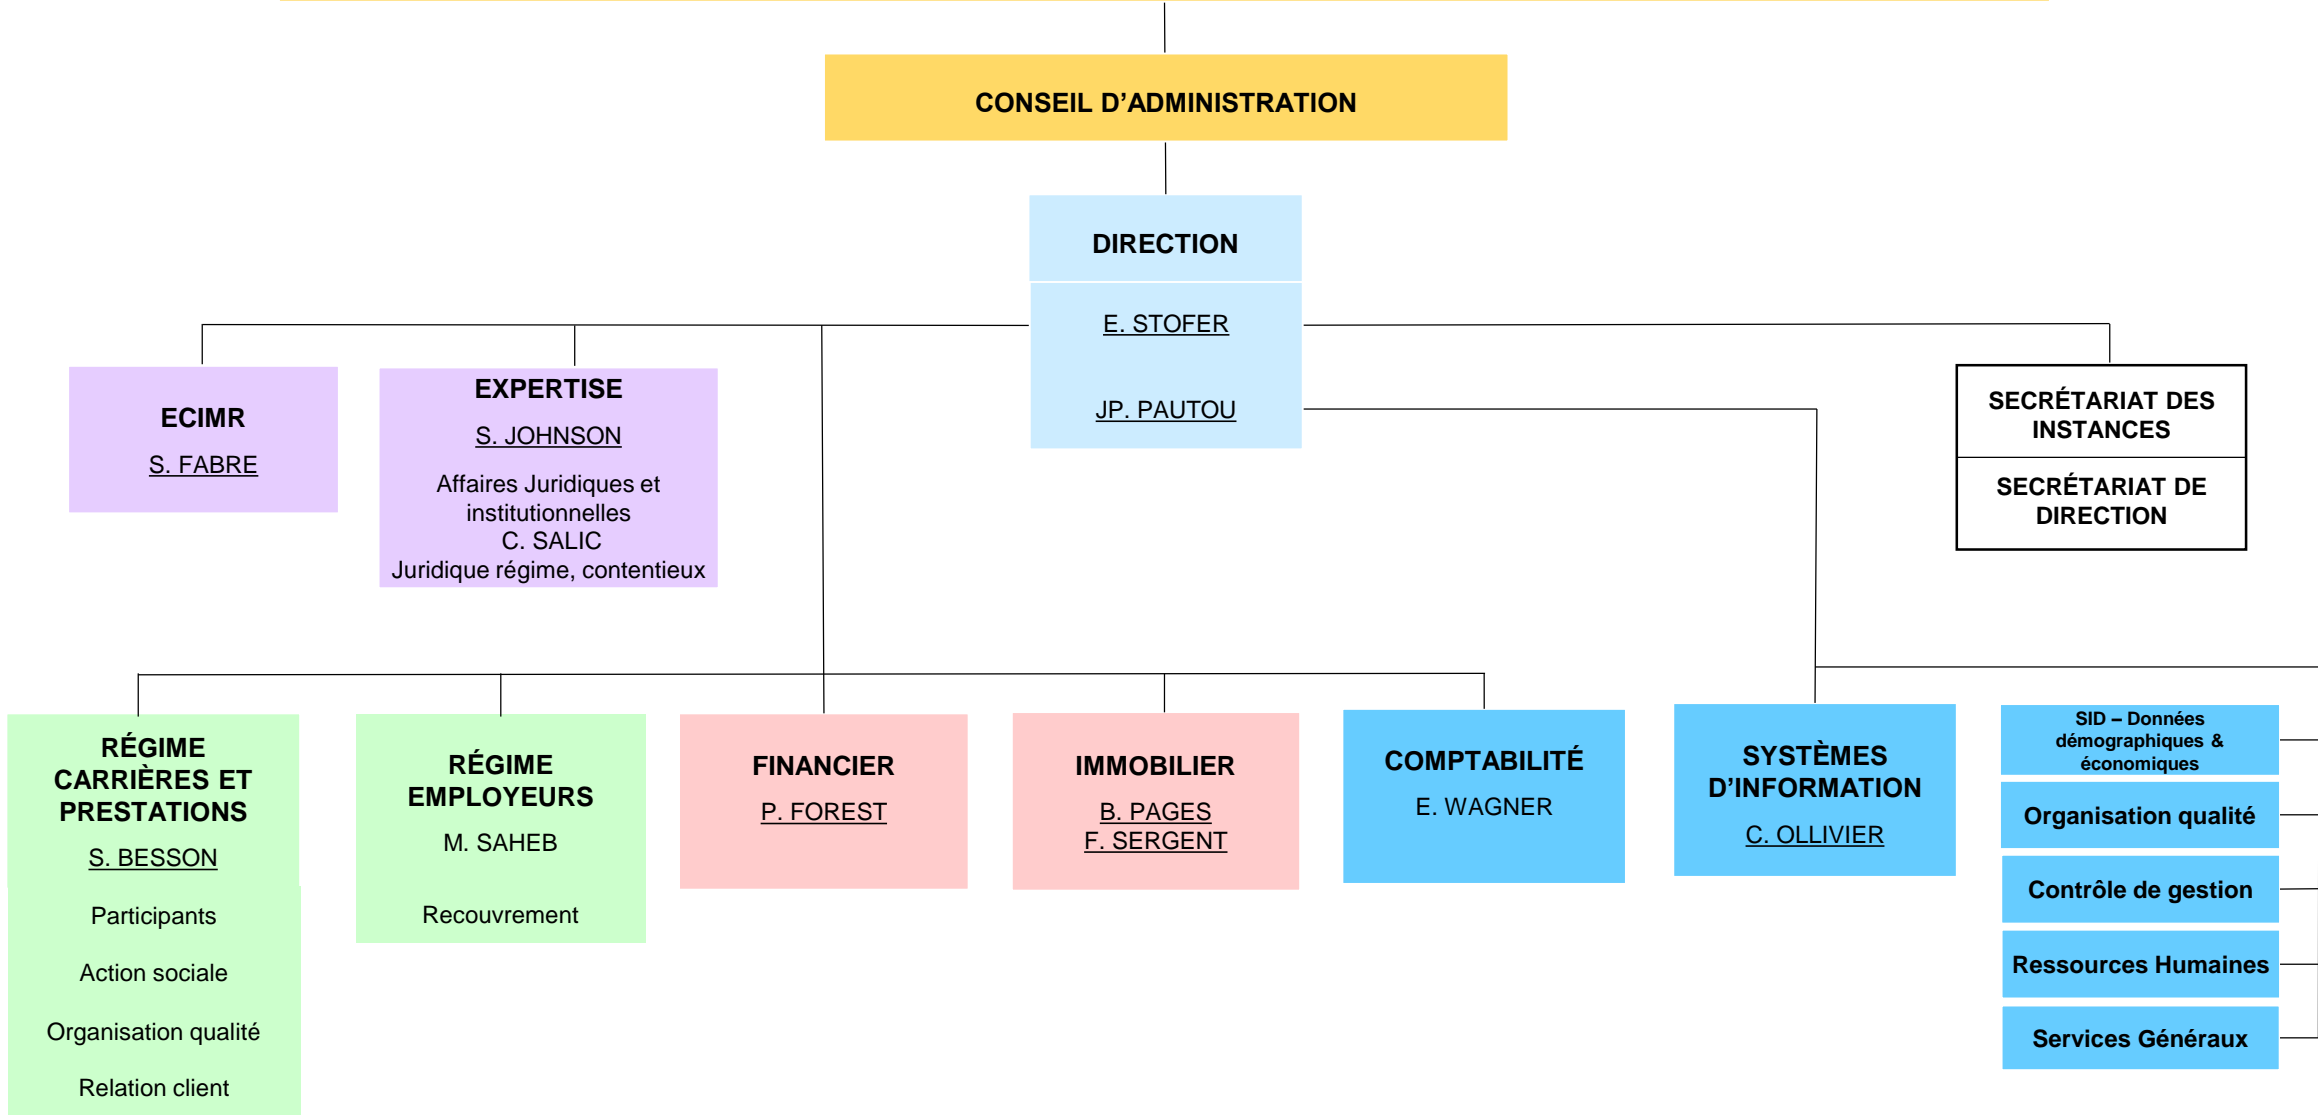 CONSEIL D’ADMINISTRATION
DIRECTION
E. STOFER
JP. PAUTOU
ECIMR
S. FABRE
EXPERTISE
S. JOHNSON
Affaires Juridiques et
institutionnelles
C. SALIC
Juridique régime, contentieux
SECRÉTARIAT DES
INSTANCES
SECRÉTARIAT DE
DIRECTION
RÉGIME
CARRIÈRES ET
PRESTATIONS
S. BESSON
Participants
Action sociale
Organisation qualité
Relation client
RÉGIME
EMPLOYEURS
M. SAHEB
Recouvrement
FINANCIER
P. FOREST
IMMOBILIER
B. PAGES
F. SERGENT
COMPTABILITÉ
E. WAGNER
SYSTÈMES
D’INFORMATION
C. OLLIVIER
SID – Données
démographiques &
économiques
Organisation qualité
Contrôle de gestion
Ressources Humaines
Services Généraux